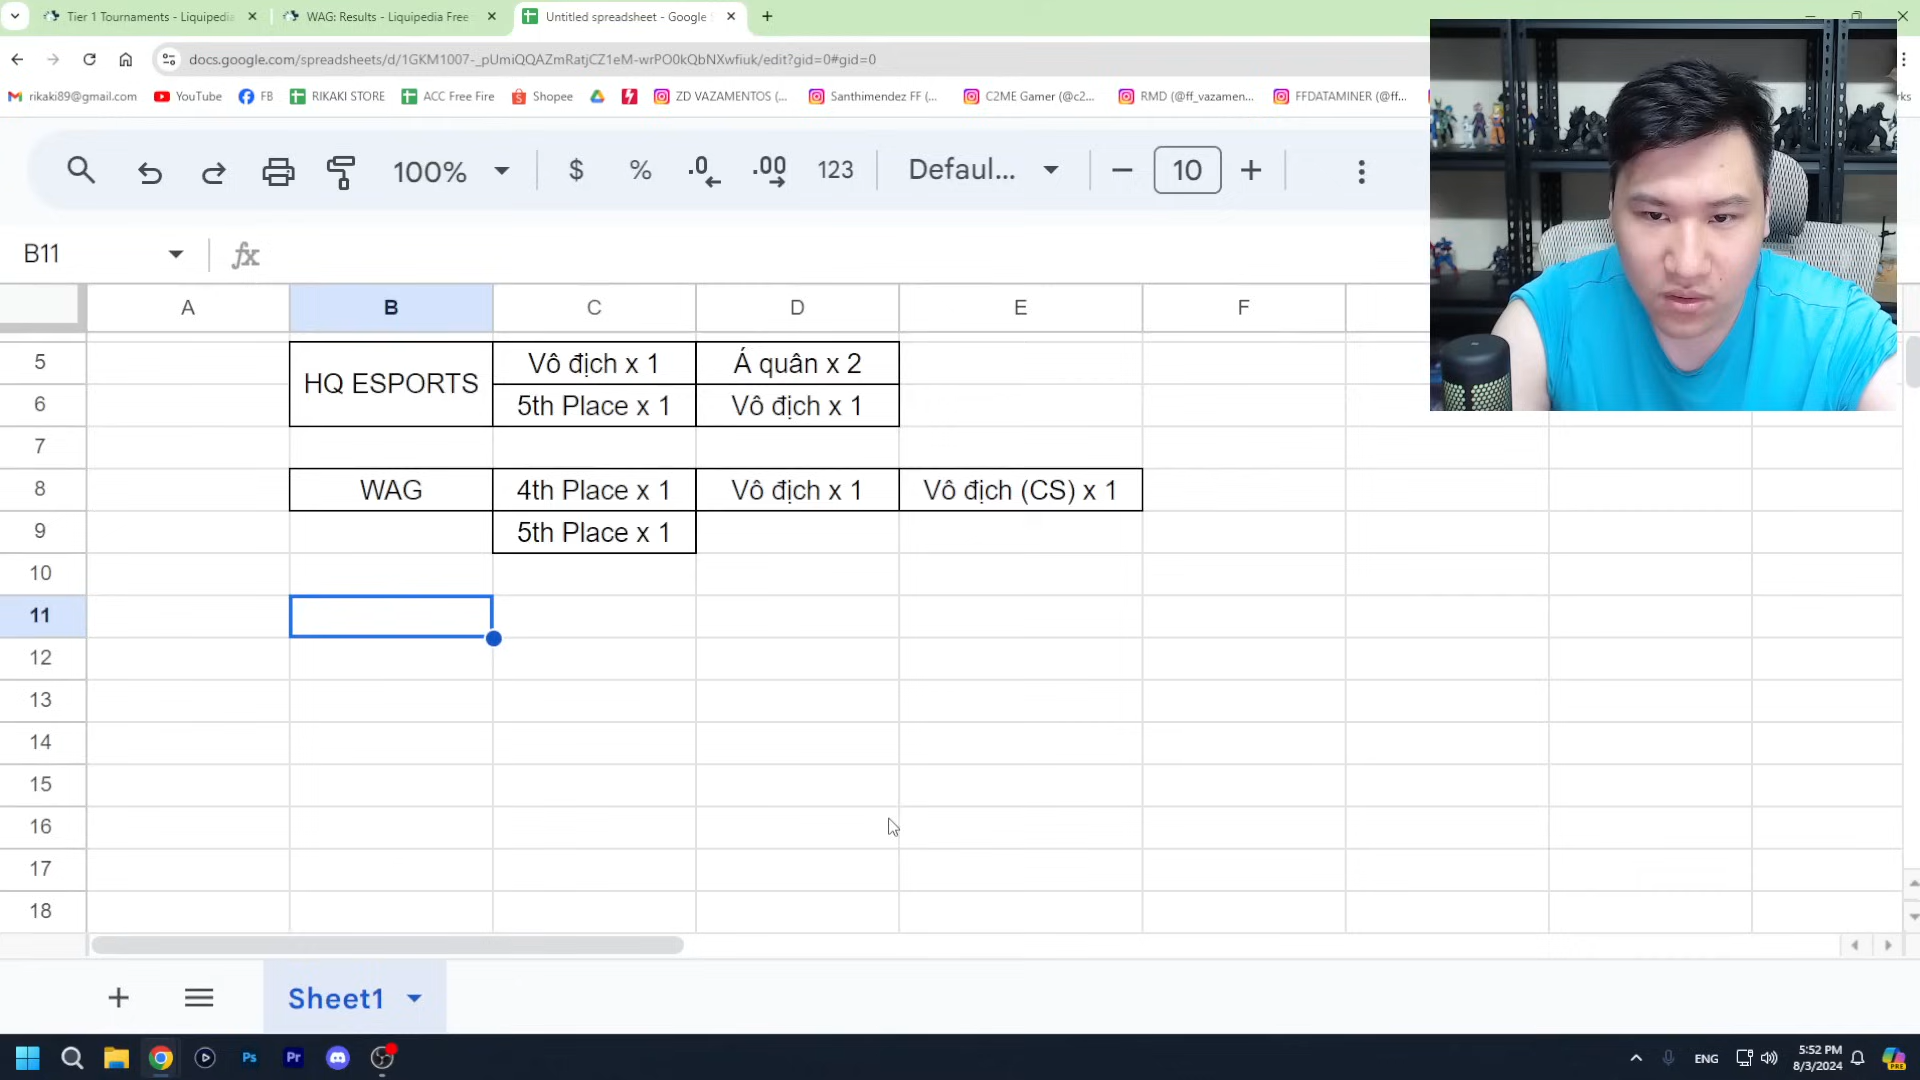 Tier 1 Tournaments - Liquipedia
WAG: Results - Liquipedia Free
Untitled spreadsheet - Google
docs.google.com/spreadsheets/d/1GKM1007-_pUmiQQAZmRatjCZ1eM-wrPO0kQbNXwfiuk/edit?gid=0#gid=0
rikaki89@gmail.com
YouTube
FB
RIKAKI STORE
ACC Free Fire
Shopee
ZD VAZAMENTOS (...
Santhimendez FF (...
C2ME Gamer (@c2...
RMD (@ff_vazamen...
FFDATAMINER (@ff...
100%
$
%
.0
.00
123
Defaul...
10
B11
fx
A B C D E F
5 HQ ESPORTS Vô địch x 1 Á quân x 2
6 5th Place x 1 Vô địch x 1
7
8 WAG 4th Place x 1 Vô địch x 1 Vô địch (CS) x 1
9 5th Place x 1
10
11
12
13
14
15
16
17
18
Sheet1
Ps
Pr
ENG
5:52 PM
8/3/2024
PRE